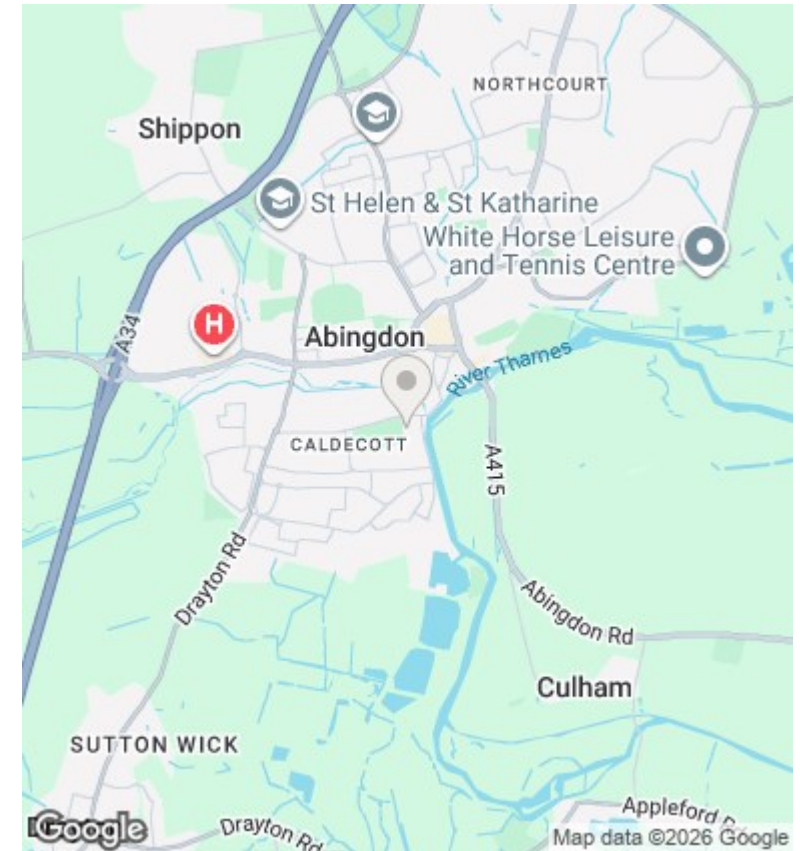 NORTHCOURT
Shippon
St Helen & St Katharine
White Horse Leisure
and Tennis Centre
A34
H
Abingdon
River Thames
CALDECOTT
A415
Drayton Rd
Abingdon Rd
Culham
SUTTON WICK
Appleford Rd
Google
Drayton Rd
Map data ©2026 Google